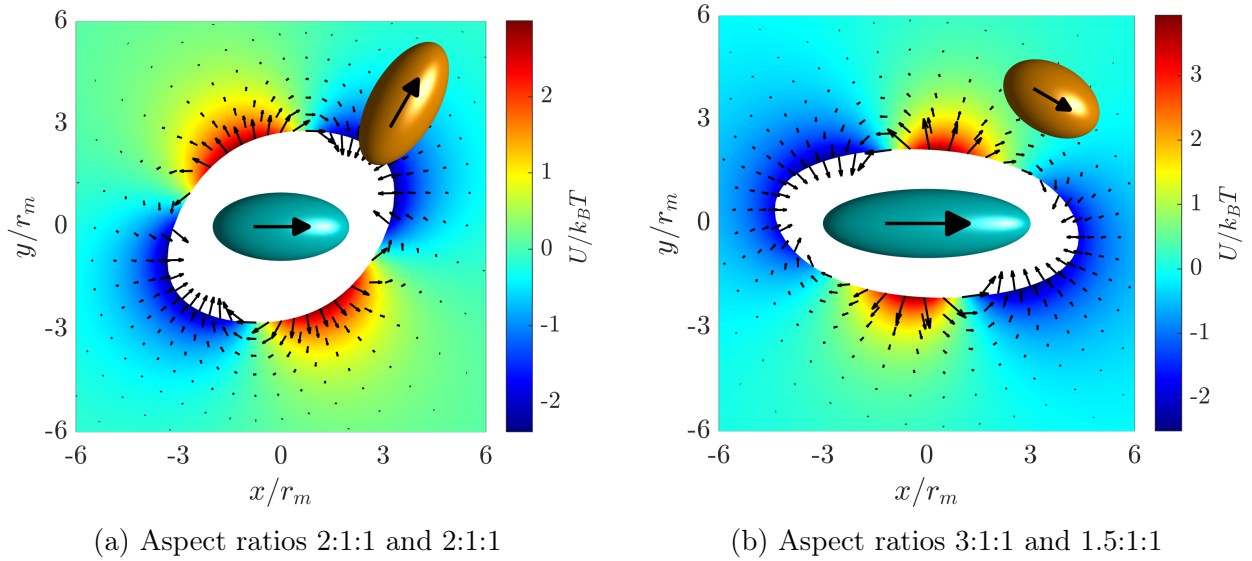 6
3
0
-3
-6
y/r_m
-6 -3 0 3 6
x/r_m
2
1
0
-1
-2
U/k_BT
(a) Aspect ratios 2:1:1 and 2:1:1
6
3
0
-3
-6
y/r_m
-6 -3 0 3 6
x/r_m
3
2
1
0
-1
-2
U/k_BT
(b) Aspect ratios 3:1:1 and 1.5:1:1